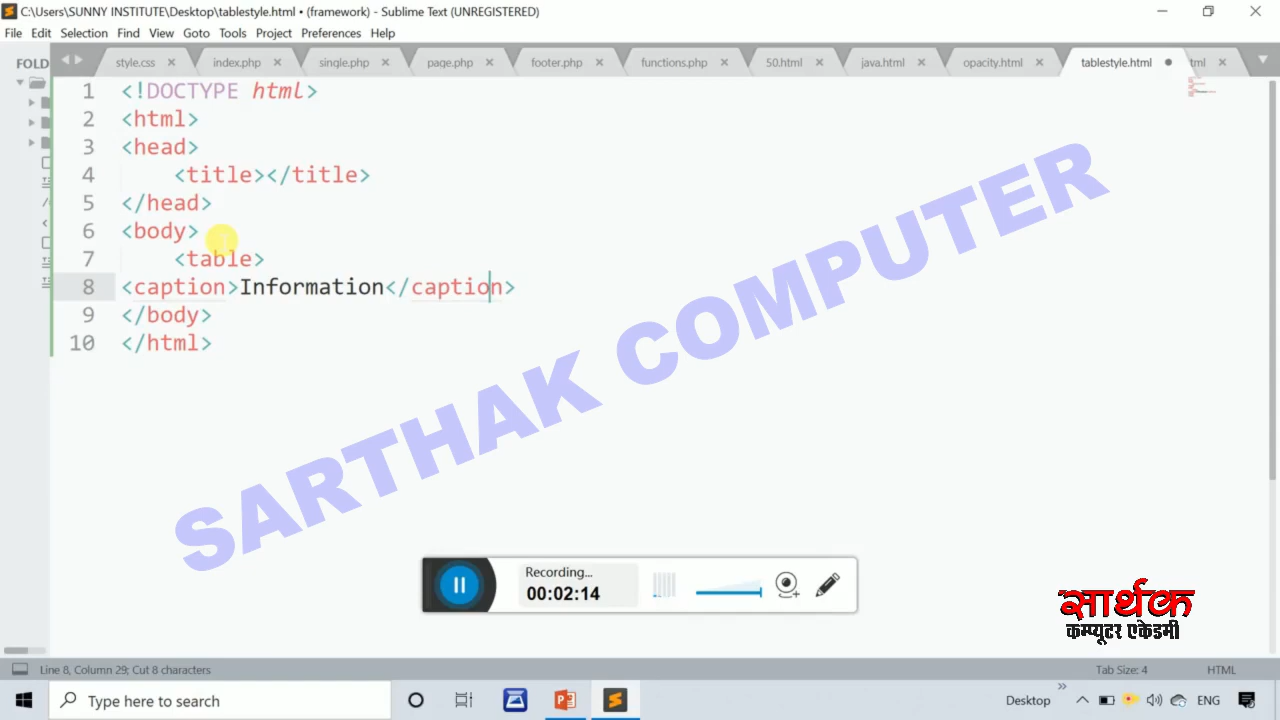 C:\Users\SUNNY INSTITUTE\Desktop\tablestyle.html • (framework) - Sublime Text (UNREGISTERED)
File Edit Selection Find View Goto Tools Project Preferences Help
FOLD
style.css
index.php
single.php
page.php
footer.php
functions.php
50.html
java.html
opacity.html
tablestyle.html
tml
1 <!DOCTYPE html>
2 <html>
3 <head>
4 <title></title>
5 </head>
6 <body>
7 <table>
8 <caption>Information</caption>
9 </body>
10 </html>
SARTHAK COMPUTER
Recording...
00:02:14
सार्थक
कम्प्यूटर एकेडमी
Line 8, Column 29; Cut 8 characters
Tab Size: 4
HTML
Type here to search
Desktop
ENG